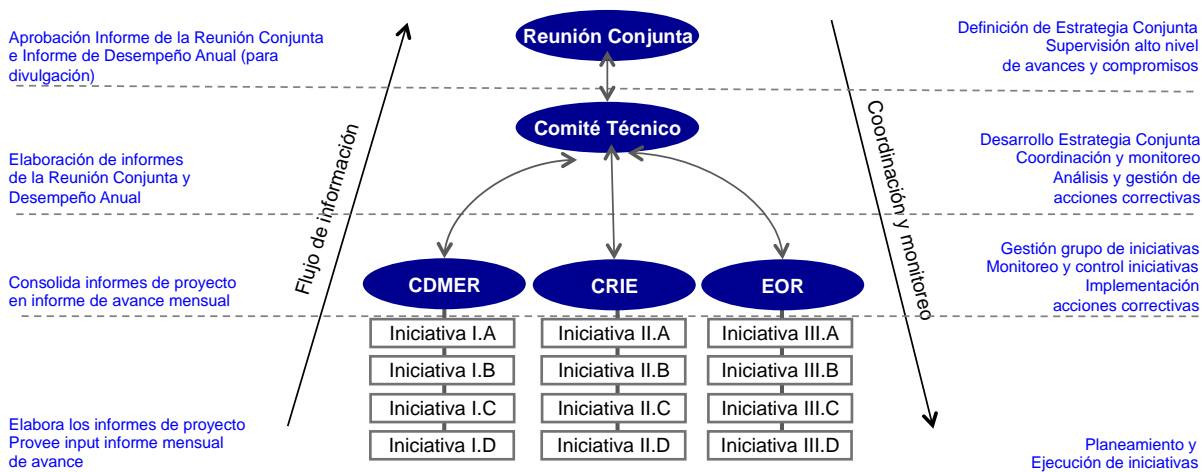 Aprobación Informe de la Reunión Conjunta
e Informe de Desempeño Anual (para
divulgación)
Reunión Conjunta
Definición de Estrategia Conjunta
Supervisión alto nivel
de avances y compromisos
Flujo de información
Coordinación y monitoreo
Elaboración de informes
de la Reunión Conjunta y
Desempeño Anual
Comité Técnico
Desarrollo Estrategia Conjunta
Coordinación y monitoreo
Análisis y gestión de
acciones correctivas
Consolida informes de proyecto
en informe de avance mensual
CDMER
CRIE
EOR
Gestión grupo de iniciativas
Monitoreo y control iniciativas
Implementación
acciones correctivas
Iniciativa I.A
Iniciativa II.A
Iniciativa III.A
Iniciativa I.B
Iniciativa II.B
Iniciativa III.B
Iniciativa I.C
Iniciativa II.C
Iniciativa III.C
Iniciativa I.D
Iniciativa II.D
Iniciativa III.D
Elabora los informes de proyecto
Provee input informe mensual
de avance
Planeamiento y
Ejecución de iniciativas